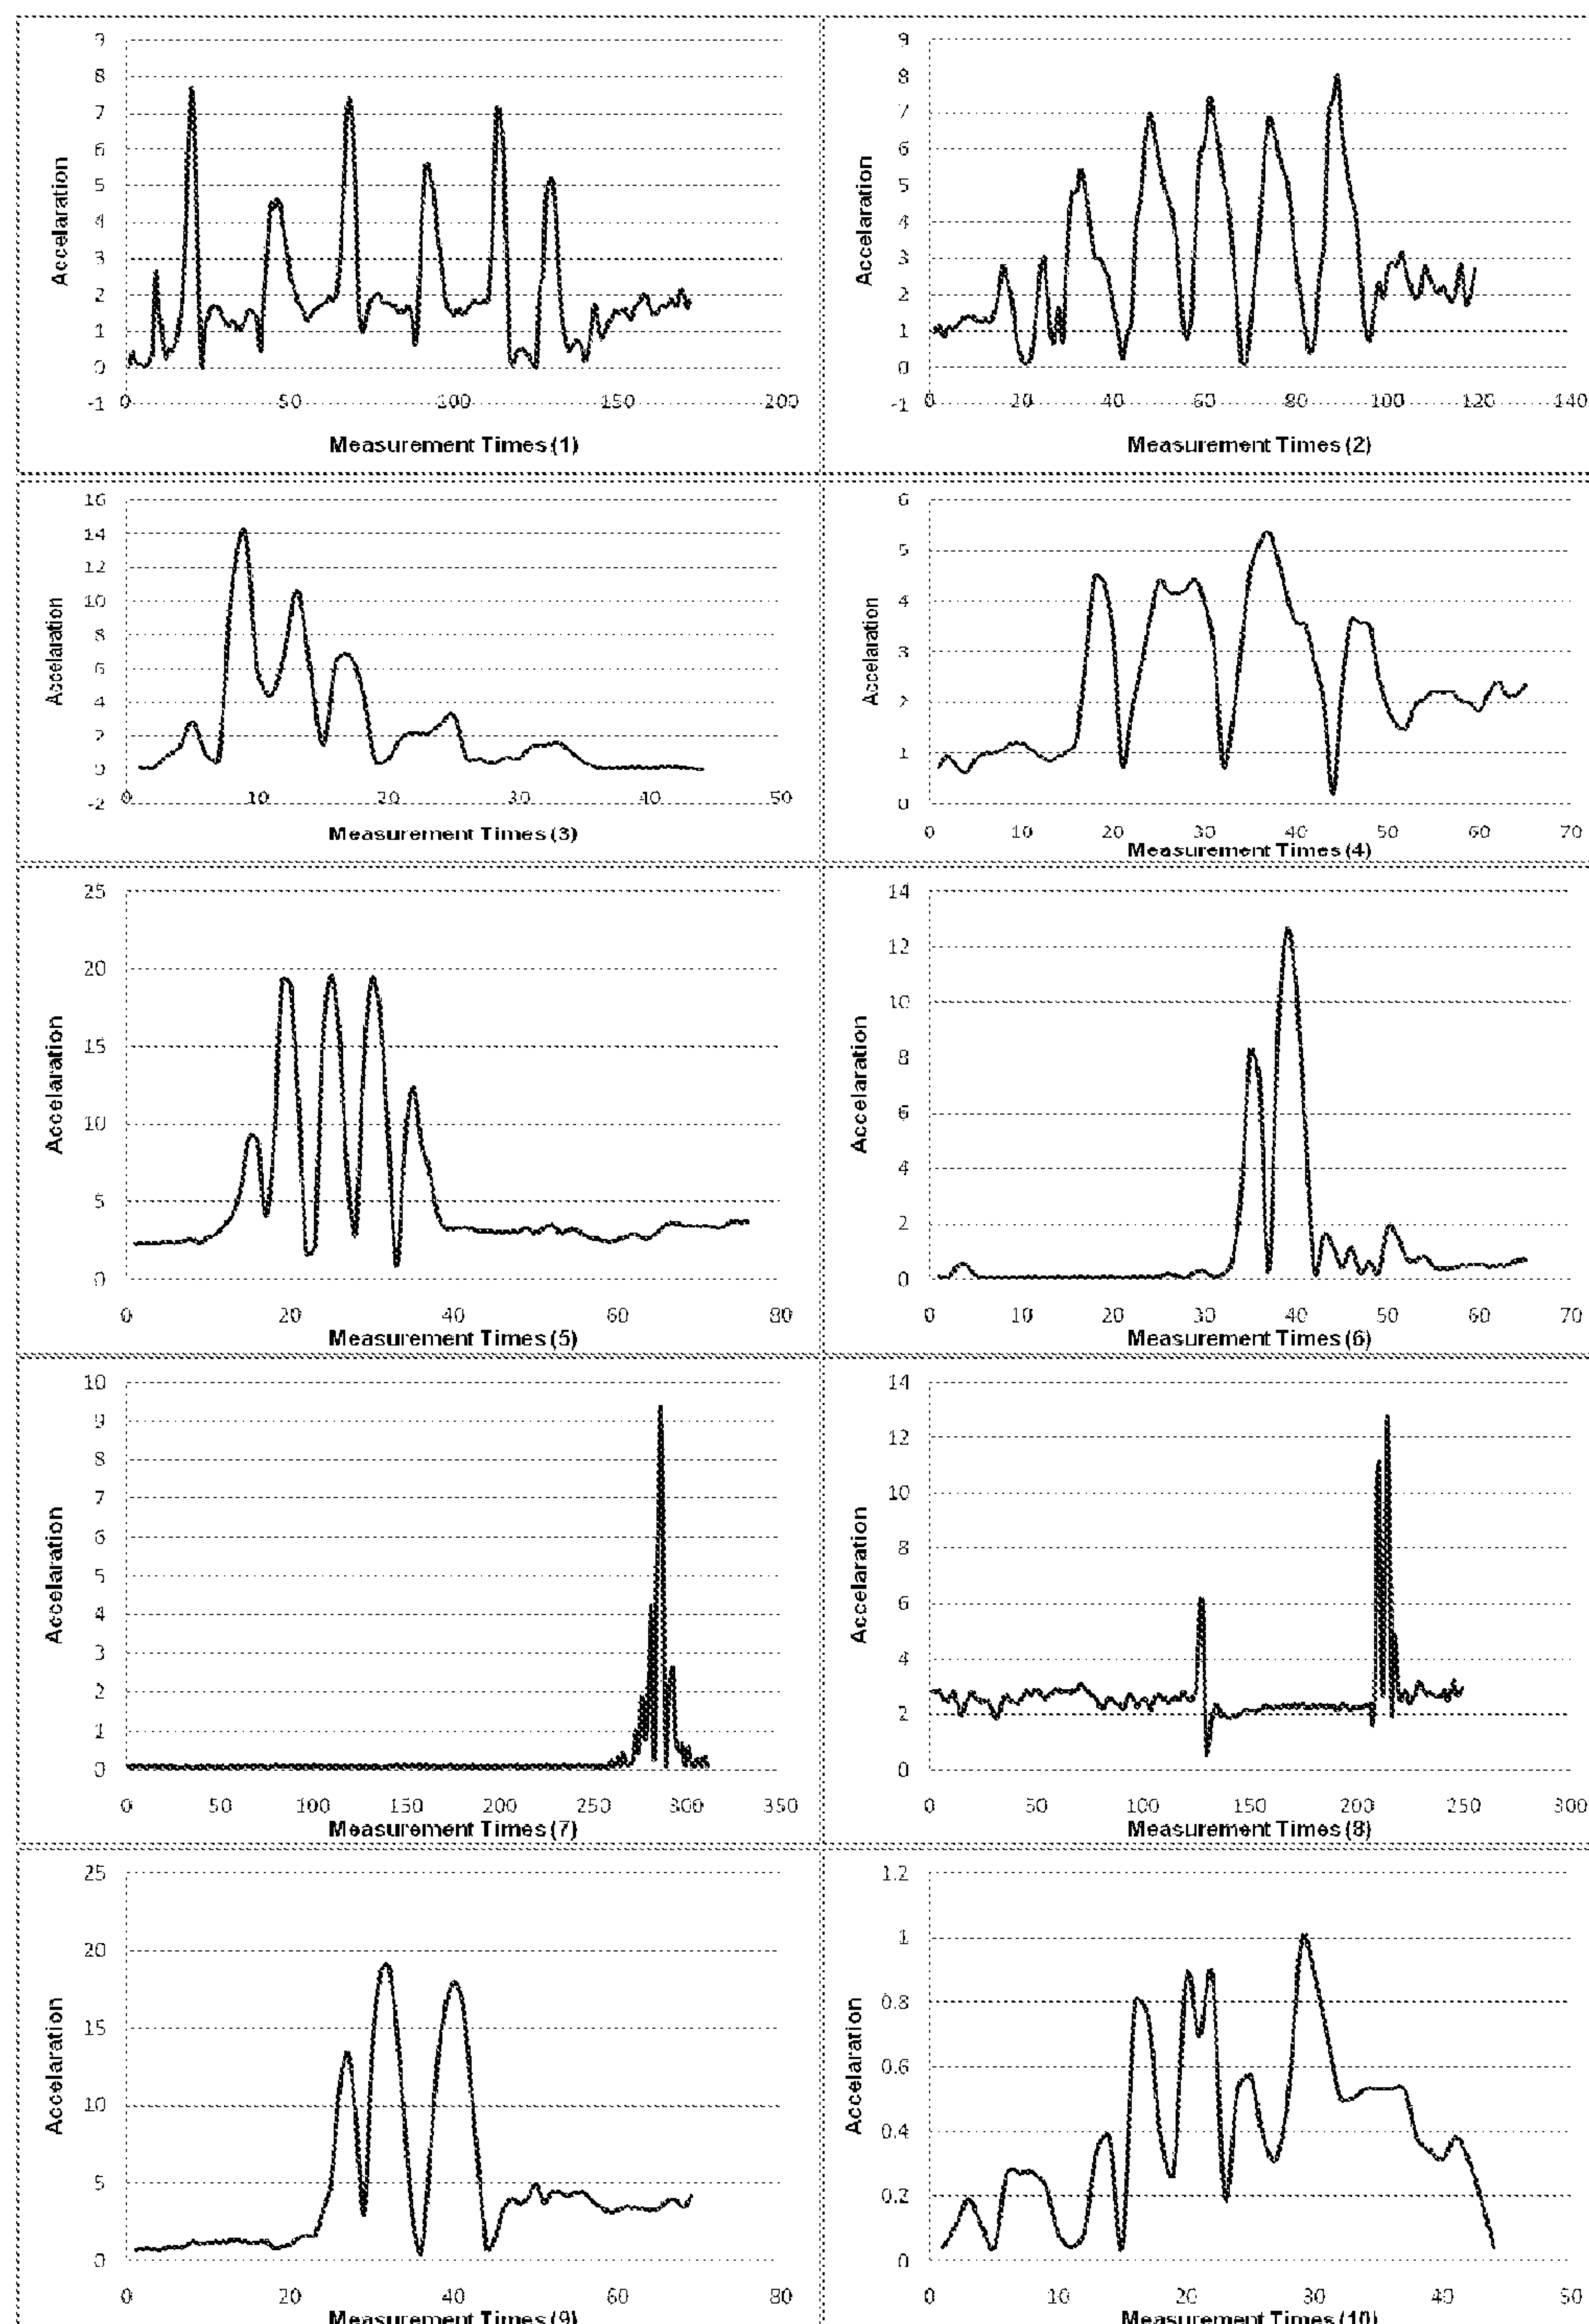 9
8
7
6
5
4
3
2
1
0
-1
Accelaration
0 50 100 150 200
Measurement Times (1)
9
8
7
6
5
4
3
2
1
0
-1
Accelaration
0 20 40 60 80 100 120 140
Measurement Times (2)
16
14
12
10
8
6
4
2
0
-2
Accelaration
0 10 20 30 40 50
Measurement Times (3)
6
5
4
3
2
1
0
Accelaration
0 10 20 30 40 50 60 70
Measurement Times (4)
25
20
15
10
5
0
Accelaration
0 20 40 60 80
Measurement Times (5)
14
12
10
8
6
4
2
0
Accelaration
0 10 20 30 40 50 60 70
Measurement Times (6)
10
9
8
7
6
5
4
3
2
1
0
Accelaration
0 50 100 150 200 250 300 350
Measurement Times (7)
14
12
10
8
6
4
2
0
Accelaration
0 50 100 150 200 250 300
Measurement Times (8)
25
20
15
10
5
0
Accelaration
0 20 40 60 80
Measurement Times (9)
1.2
1
0.8
0.6
0.4
0.2
0
Accelaration
0 10 20 30 40 50
Measurement Times (10)